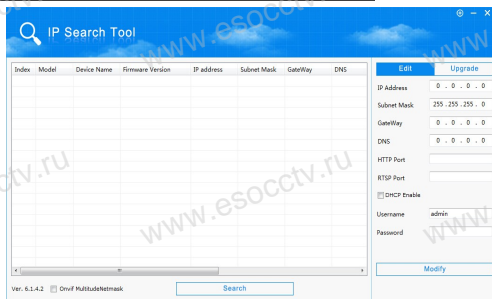 IP Search Tool
Index Model Device Name Firmware Version IP address Subnet Mask GateWay DNS
Edit Upgrade
IP Address 0 . 0 . 0 . 0
Subnet Mask 255 . 255 . 255 . 0
GateWay 0 . 0 . 0 . 0
DNS 0 . 0 . 0 . 0
HTTP Port
RTSP Port
DHCP Enable
Username admin
Password
Modify
Ver. 6.1.4.2 Onvif MultitudeNetmask Search
WWW.esocctv.ru